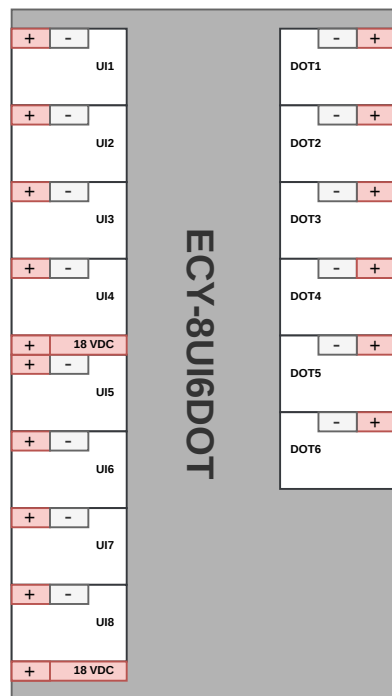 + -
UI1
+ -
UI2
+ -
UI3
+ -
UI4
+ 18 VDC
+ -
UI5
+ -
UI6
+ -
UI7
+ -
UI8
+ 18 VDC
ECY-8UI6DOT
- +
DOT1
- +
DOT2
- +
DOT3
- +
DOT4
- +
DOT5
- +
DOT6